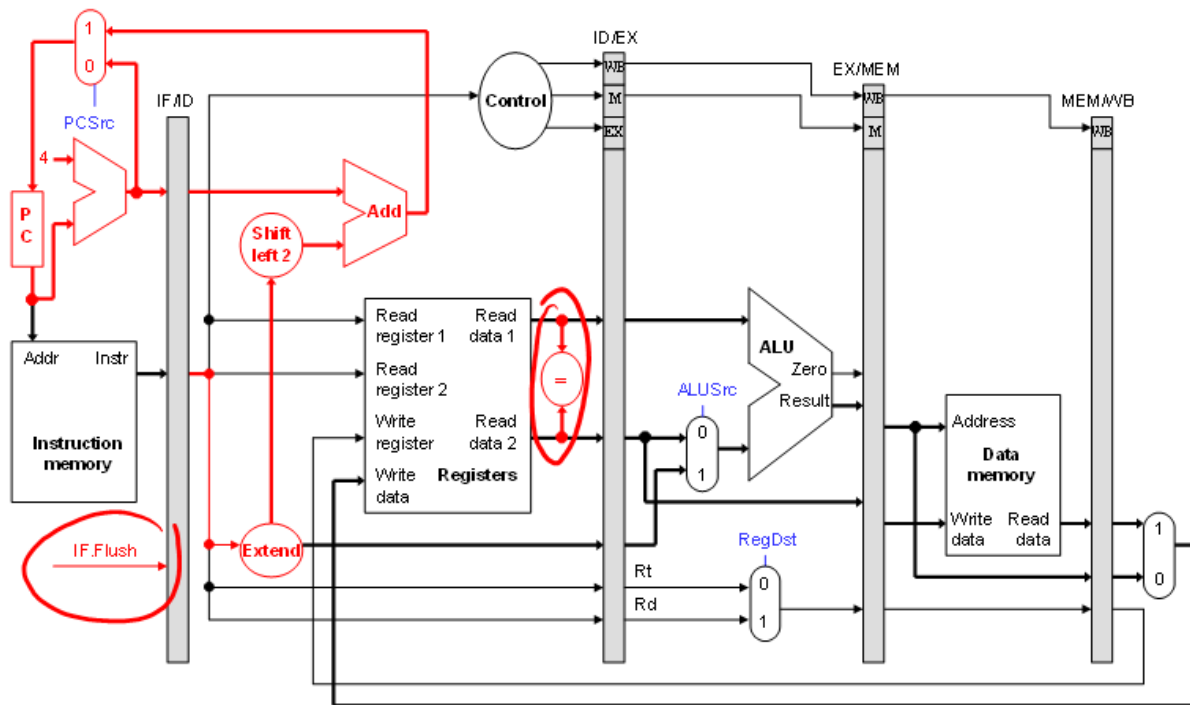 1
0
PCSrc
4
P
C
Addr Instr
Instruction
memory
IF.Flush
IF/ID
Control
Shift
left 2
Add
Extend
Read
register 1
Read
data 1
Read
register 2
Write
register
Read
data 2
Write
data
Registers
=
ID/EX
WB
M
EX
ALUSrc
0
1
ALU
Zero
Result
Rt
Rd
RegDst
0
1
EX/MEM
WB
M
Address
Data
memory
Write
data
Read
data
MEM/WB
WB
1
0